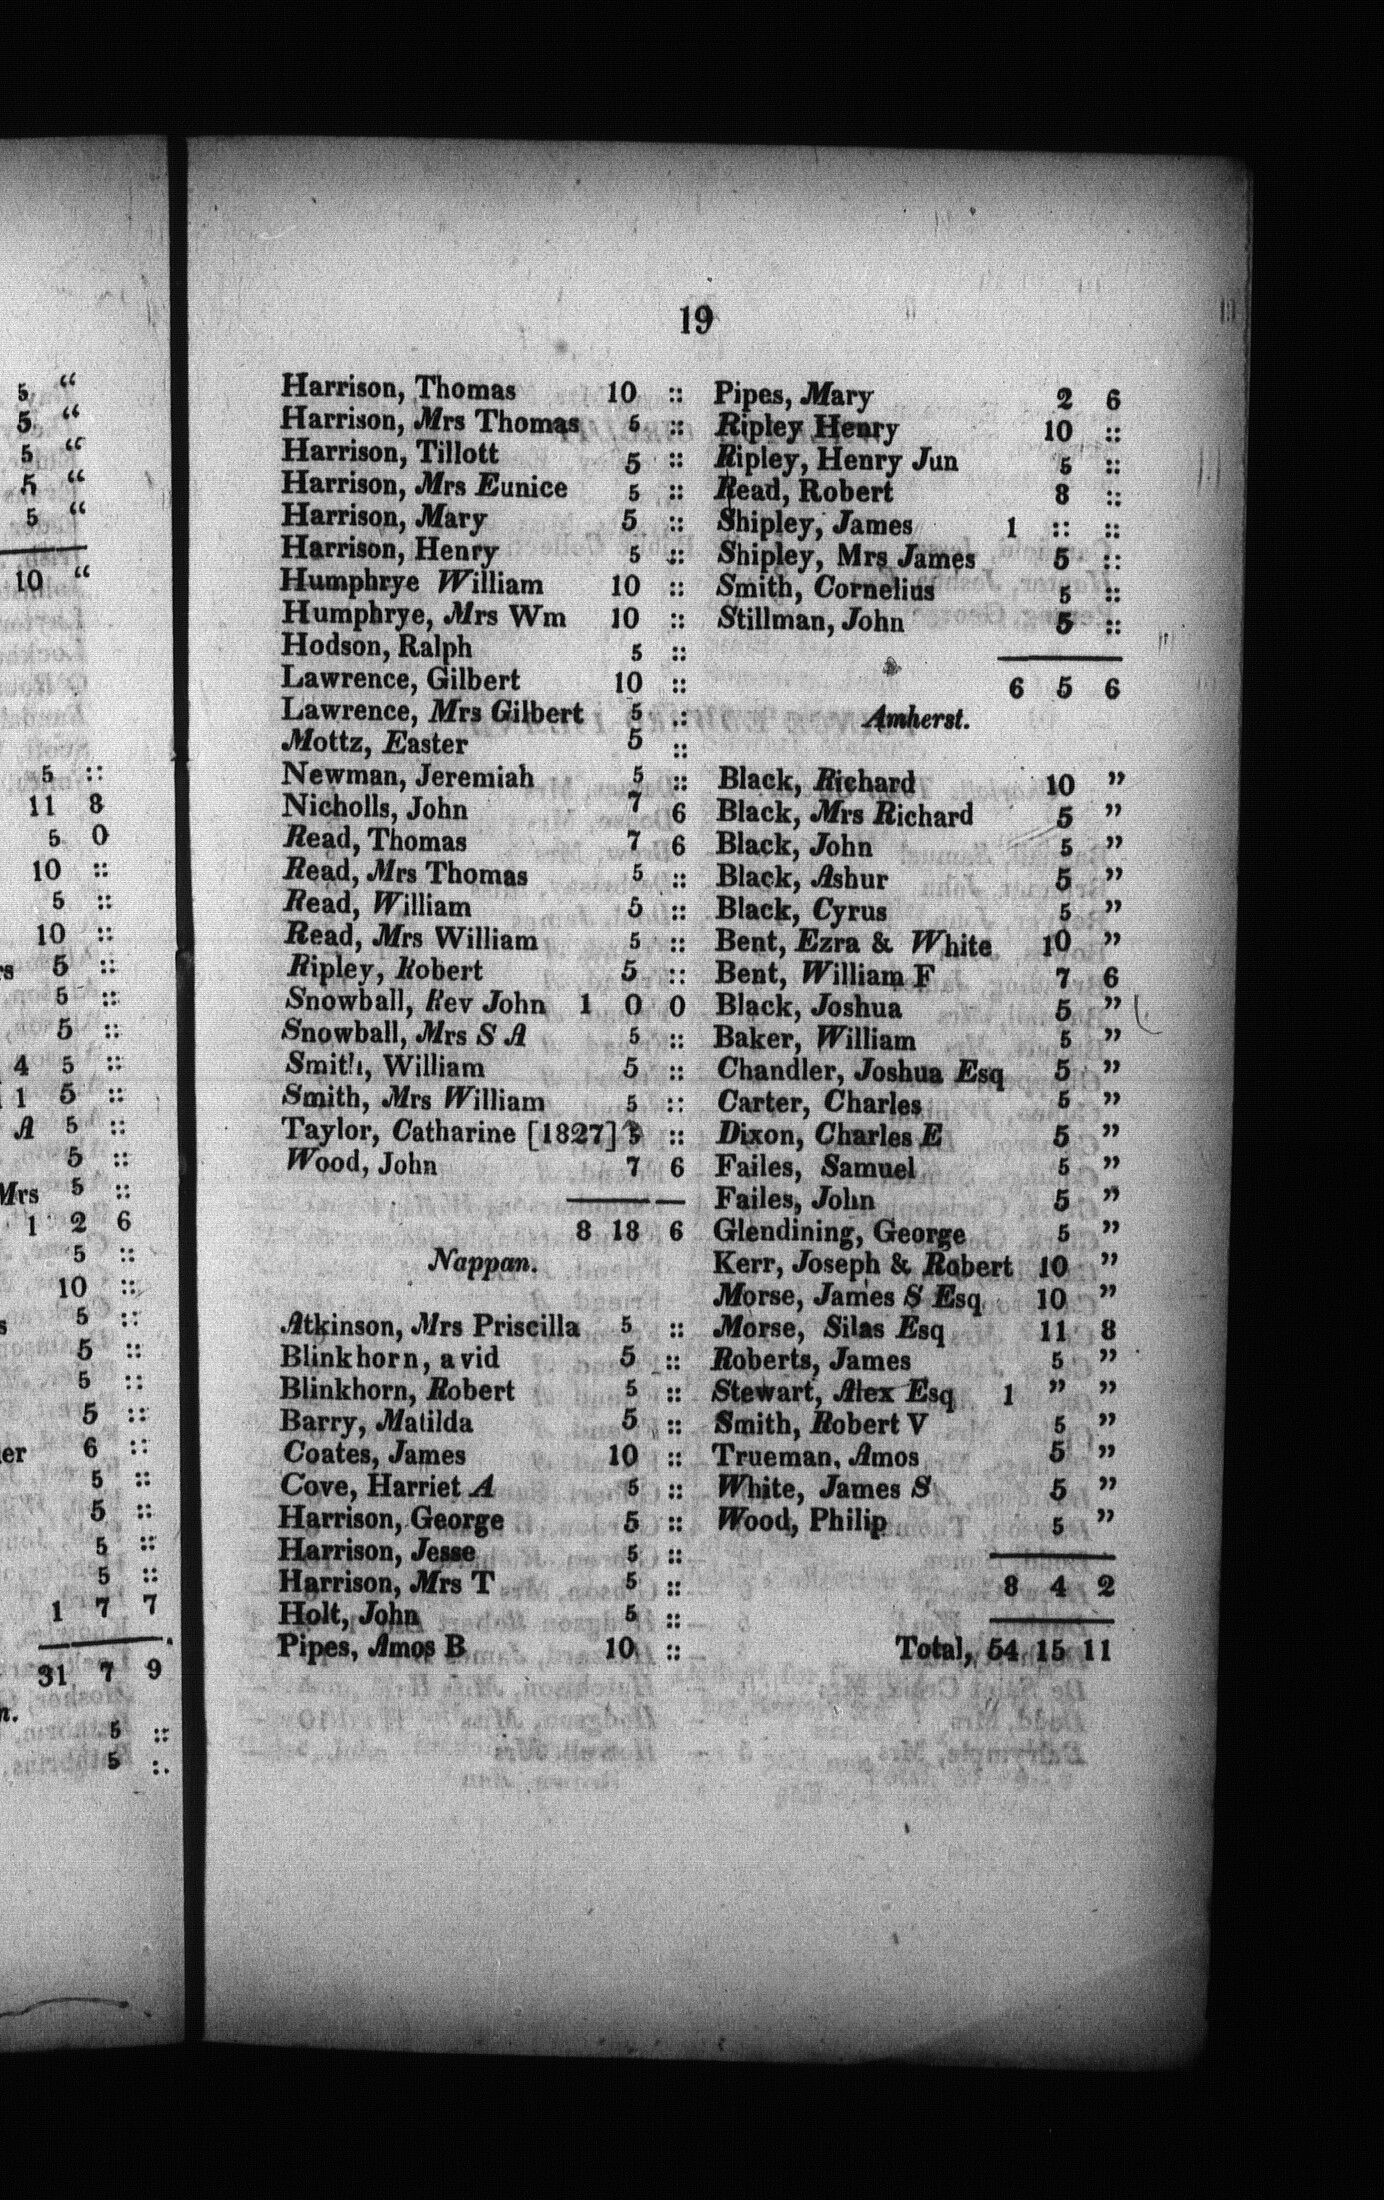 19
Harrison, Thomas 10 ::
Harrison, Mrs Thomas 5 ::
Harrison, Tillott 5 ::
Harrison, Mrs Eunice 5 ::
Harrison, Mary 5 ::
Harrison, Henry 5 ::
Humphrye William 10 ::
Humphrye, Mrs Wm 10 ::
Hodson, Ralph 5 ::
Lawrence, Gilbert 10 ::
Lawrence, Mrs Gilbert 5 ::
Mottz, Easter 5 ::
Newman, Jeremiah 5 ::
Nicholls, John 7 6
Read, Thomas 7 6
Read, Mrs Thomas 5 ::
Read, William 5 ::
Read, Mrs William 5 ::
Ripley, Robert 5 ::
Snowball, Rev John 1 0 0
Snowball, Mrs S A 5 ::
Smith, William 5 ::
Smith, Mrs William 5 ::
Taylor, Catharine [1827] 5 ::
Wood, John 7 6
8 18 6
Nappan.
Atkinson, Mrs Priscilla 5 ::
Blinkhorn, avid 5 ::
Blinkhorn, Robert 5 ::
Barry, Matilda 5 ::
Coates, James 10 ::
Cove, Harriet A 5 ::
Harrison, George 5 ::
Harrison, Jesse 5 ::
Harrison, Mrs T 5 ::
Holt, John 5 ::
Pipes, Amos B 10 ::
Pipes, Mary 2 6
Ripley Henry 10 ::
Ripley, Henry Jun 5 ::
Read, Robert 8 ::
Shipley, James 1 :: ::
Shipley, Mrs James 5 ::
Smith, Cornelius 5 ::
Stillman, John 5 ::
6 5 6
Amherst.
Black, Richard 10 ”
Black, Mrs Richard 5 ”
Black, John 5 ”
Black, Ashur 5 ”
Black, Cyrus 5 ”
Bent, Ezra & White 10 ”
Bent, William F 7 6
Black, Joshua 5 ”
Baker, William 5 ”
Chandler, Joshua Esq 5 ”
Carter, Charles 5 ”
Dixon, Charles E 5 ”
Failes, Samuel 5 ”
Failes, John 5 ”
Glendining, George 5 ”
Kerr, Joseph & Robert 10 ”
Morse, James S Esq 10 ”
Morse, Silas Esq 11 8
Roberts, James 5 ”
Stewart, Alex Esq 1 ” ”
Smith, Robert V 5 ”
Trueman, Amos 5 ”
White, James S 5 ”
Wood, Philip 5 ”
8 4 2
Total, 54 15 11